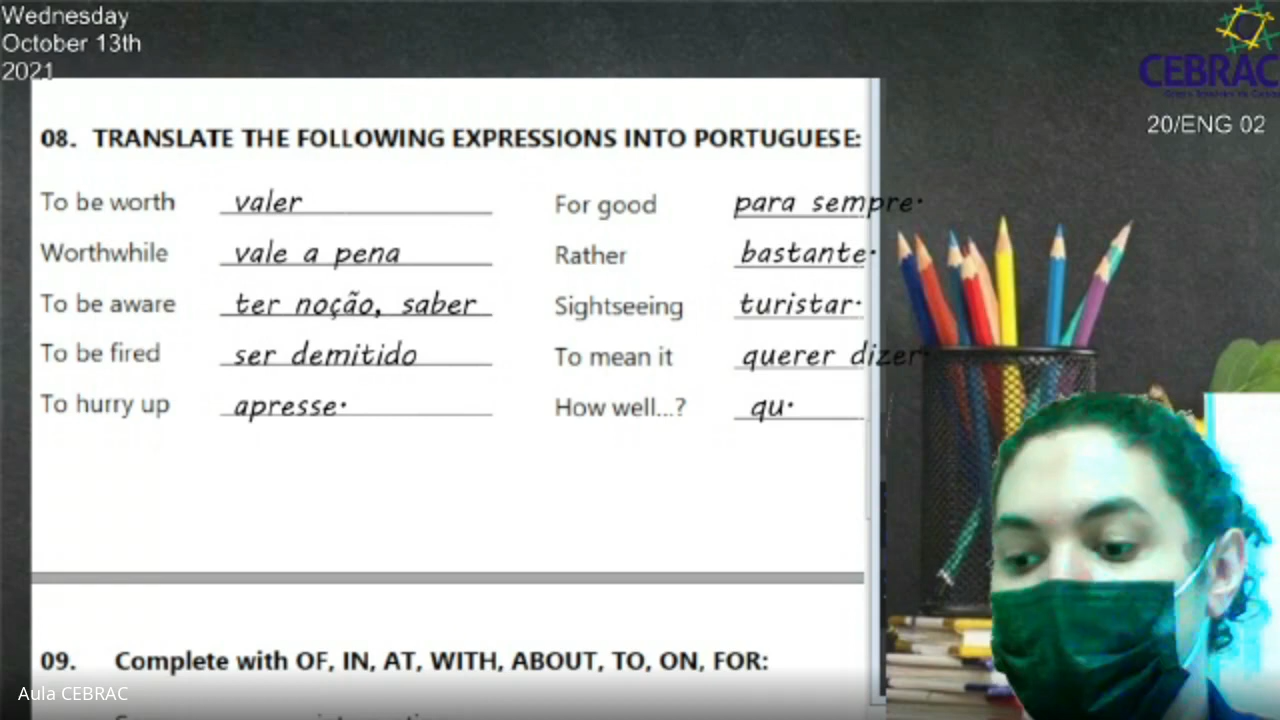 Wednesday
October 13th
2021
CEBRAC
20/ENG 02
08. TRANSLATE THE FOLLOWING EXPRESSIONS INTO PORTUGUESE:
To be worth valer For good para sempre.
Worthwhile vale a pena Rather bastante.
To be aware ter noção, saber Sightseeing turistar.
To be fired ser demitido To mean it querer dizer.
To hurry up apresse. How well...? qu.
09. Complete with OF, IN, AT, WITH, ABOUT, TO, ON, FOR:
Aula CEBRAC